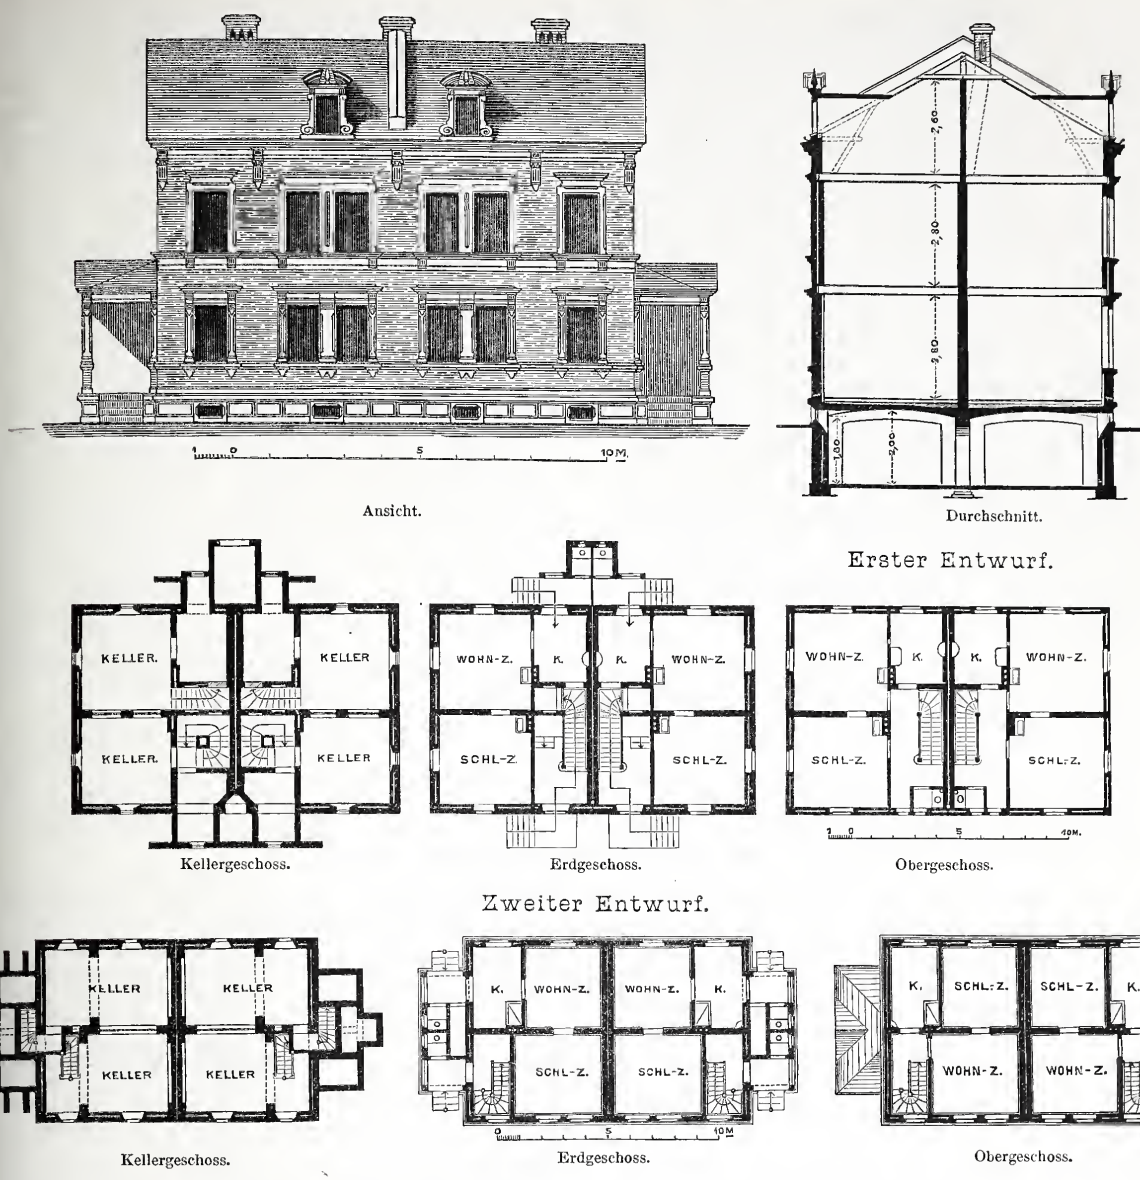 2,60
2,80
2,80
1,80 2,00
1 0 5 10 M.
Ansicht.
Durchschnitt.
Erster Entwurf.
KELLER. KELLER
KELLER. KELLER
WOHN-Z. K. K. WOHN-Z.
SCHL-Z. SCHL-Z.
WOHN-Z. K. K. WOHN-Z.
SCHL-Z. SCHL-Z.
1 0 5 10M.
Kellergeschoss.
Erdgeschoss.
Obergeschoss.
Zweiter Entwurf.
KELLER KELLER
KELLER KELLER
K. WOHN-Z. WOHN-Z. K.
SCHL-Z. SCHL-Z.
K. SCHL-Z. SCHL-Z. K.
WOHN-Z. WOHN-Z.
0 5 10 M
Kellergeschoss.
Erdgeschoss.
Obergeschoss.